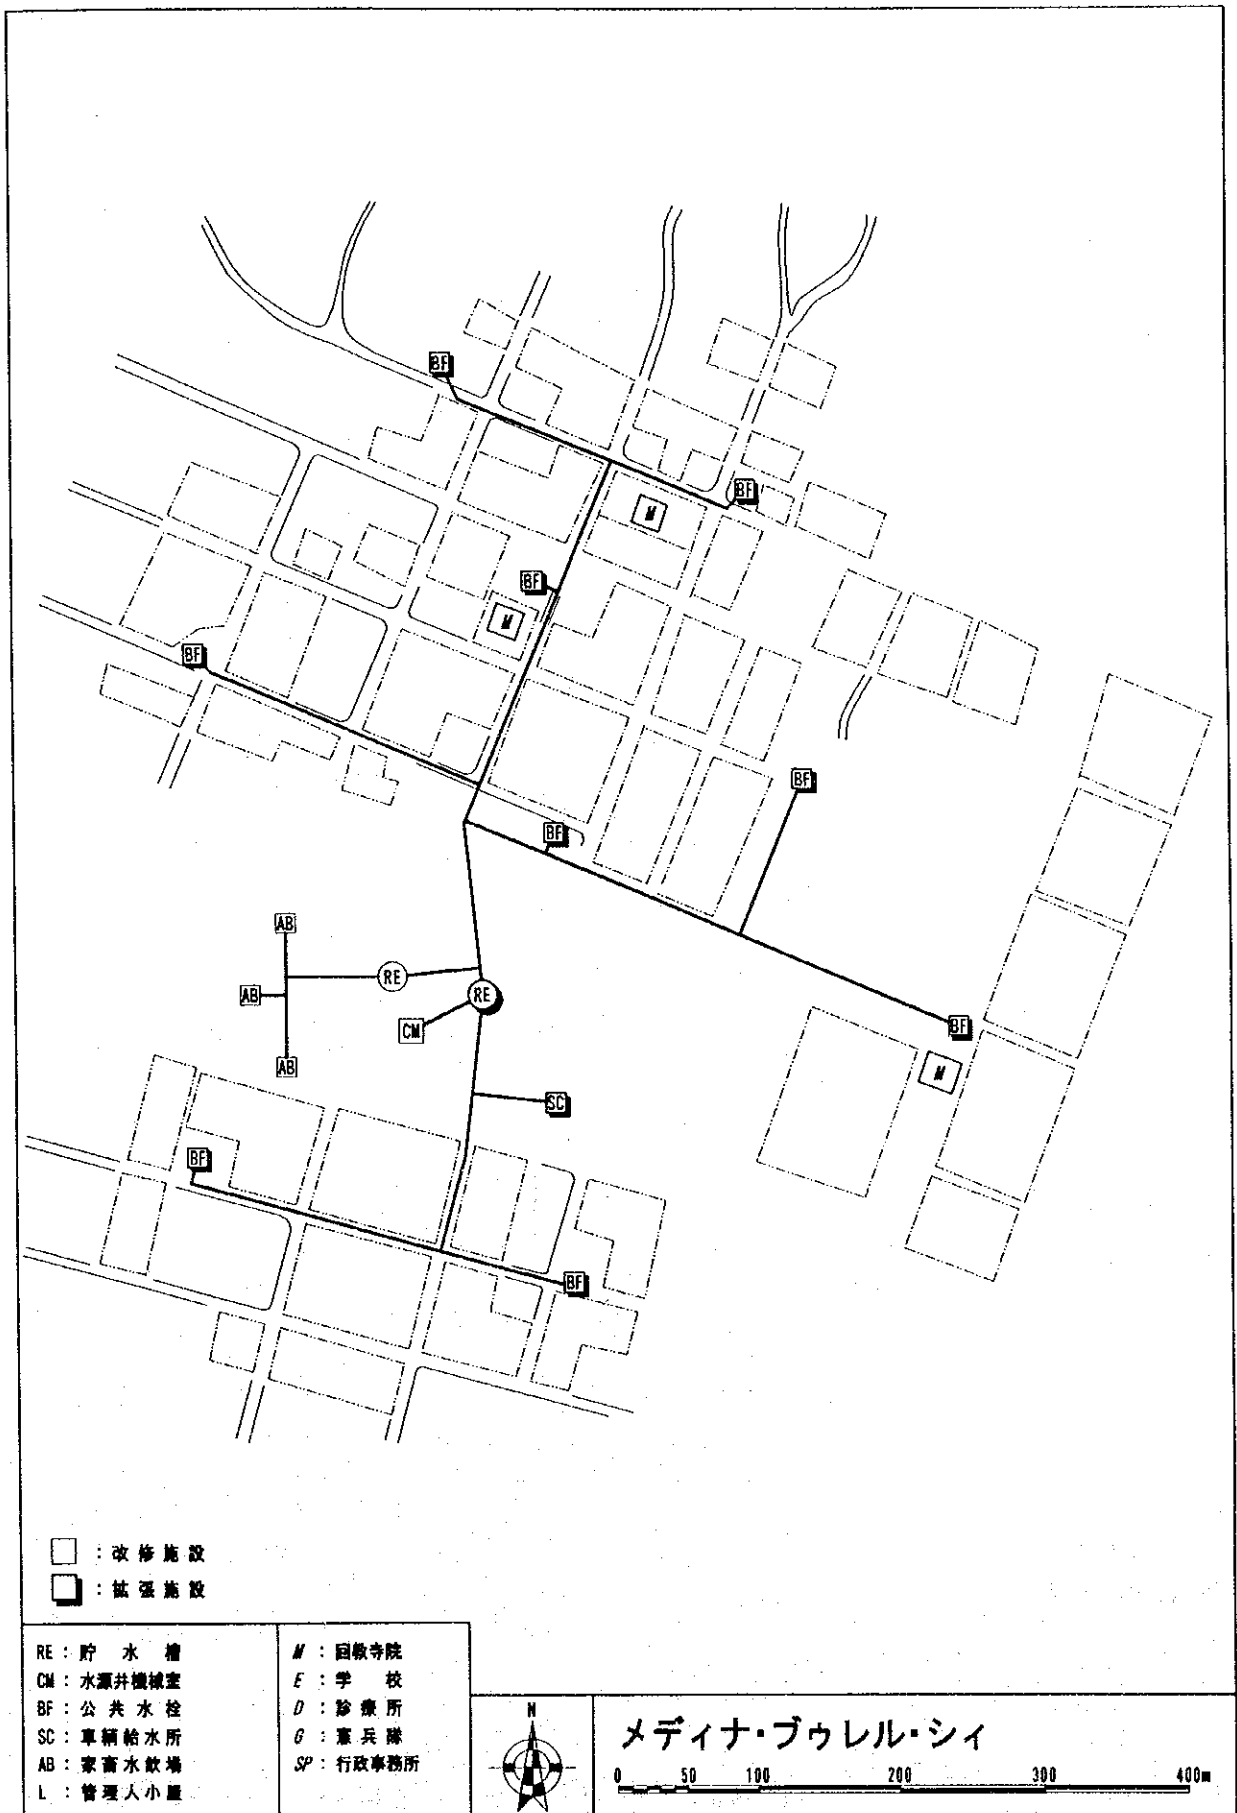 BF
BF
M
BF
M
BF
BF
BF
AB
RE
AB
RE
CM
BF
AB
M
SC
BF
BF
: 改修施設
: 拡張施設
RE : 貯水槽
CM : 水源井機械室
BF : 公共水栓
SC : 車輌給水所
AB : 家畜水飲場
L : 管理人小屋
M : 回教寺院
E : 学校
D : 診療所
G : 憲兵隊
SP : 行政事務所
N
メディナ・ブゥレル・シィ
0 50 100 200 300 400m